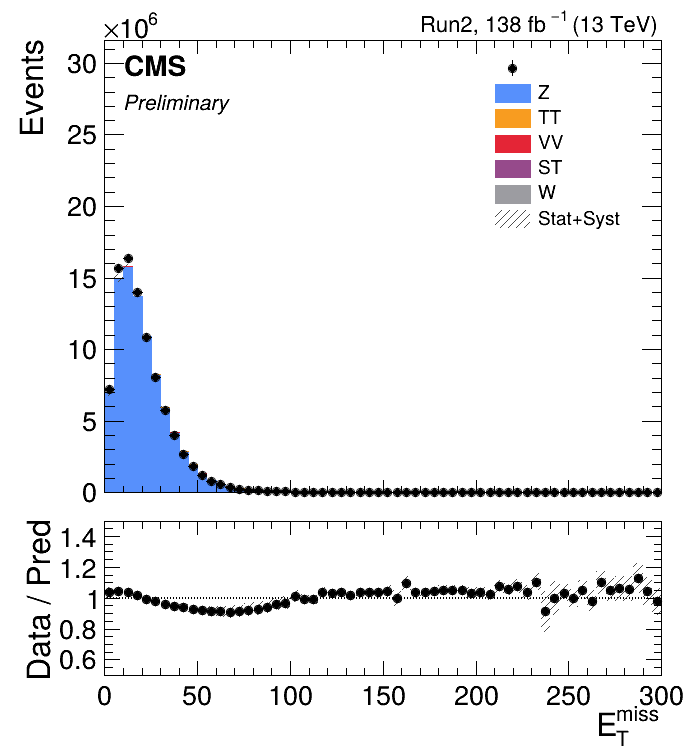 ×10⁶
Run2, 138 fb⁻¹ (13 TeV)
Events
30
25
20
15
10
5
0
CMS
Preliminary
Z
TT
VV
ST
W
Stat+Syst
Data / Pred
1.4
1.2
1
0.8
0.6
0 50 100 150 200 250 300
E_T^miss